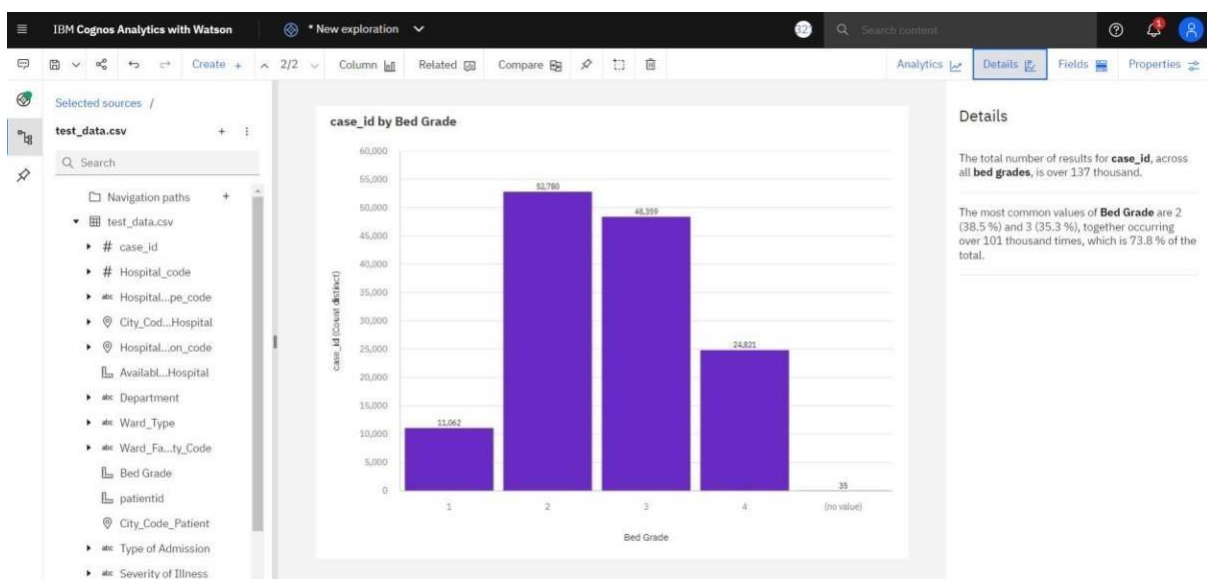 IBM Cognos Analytics with Watson
* New exploration
Search content
1
Create +
2/2
Column
Related
Compare
Analytics
Details
Fields
Properties
Selected sources /
test_data.csv
Search
Navigation paths
test_data.csv
# case_id
# Hospital_code
abc Hospital...pe_code
City_Cod...Hospital
Hospital...on_code
Availabl...Hospital
abc Department
abc Ward_Type
abc Ward_Fa...ty_Code
Bed Grade
patientid
City_Code_Patient
abc Type of Admission
abc Severity of Illness
case_id by Bed Grade
case_id (Count distinct)
60,000
55,000
50,000
45,000
40,000
35,000
30,000
25,000
20,000
15,000
10,000
5,000
0
11,062
52,780
48,359
24,821
35
1
2
3
4
(no value)
Bed Grade
Details
The total number of results for case_id, across
all bed grades, is over 137 thousand.
The most common values of Bed Grade are 2
(38.5 %) and 3 (35.3 %), together occurring
over 101 thousand times, which is 73.8 % of the
total.